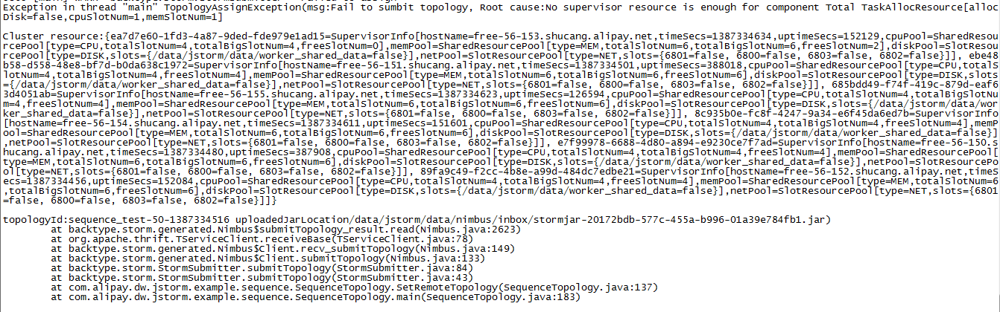 Exception in thread "main" TopologyAssignException(msg:Fail to sumbit topology, Root cause:No supervisor resource is enough for component Total TaskAllocResource[alloc
Disk=false,cpuSlotNum=1,memSlotNum=1]
Cluster resource:{ea7d7e60-1fd3-4a87-9ded-fde979e1ad15=SupervisorInfo[hostName=free-56-153.shucang.alipay.net,timeSecs=1387334634,uptimeSecs=152129,cpuPool=SharedResou
rcePool[type=CPU,totalSlotNum=4,totalBigSlotNum=4,freeSlotNum=0],memPool=SharedResourcePool[type=MEM,totalSlotNum=6,totalBigSlotNum=6,freeSlotNum=2],diskPool=SlotResou
rcePool[type=DISK,slots={/data/jstorm/data/worker_shared_data=false}],netPool=SlotResourcePool[type=NET,slots={6801=false, 6800=false, 6803=false, 6802=false}]], ebe48
b58-d558-48e8-bf7d-b0da638c1972=SupervisorInfo[hostName=free-56-151.shucang.alipay.net,timeSecs=1387334501,uptimeSecs=388018,cpuPool=SharedResourcePool[type=CPU,totalS
lotNum=4,totalBigSlotNum=4,freeSlotNum=4],memPool=SharedResourcePool[type=MEM,totalSlotNum=6,totalBigSlotNum=6,freeSlotNum=6],diskPool=SlotResourcePool[type=DISK,slots
={/data/jstorm/data/worker_shared_data=false}],netPool=SlotResourcePool[type=NET,slots={6801=false, 6800=false, 6803=false, 6802=false}]], 685bdd49-f74f-419c-879d-eaf6
3d4051ab=SupervisorInfo[hostName=free-56-155.shucang.alipay.net,timeSecs=1387334623,uptimeSecs=126594,cpuPool=SharedResourcePool[type=CPU,totalSlotNum=4,totalBigSlotNu
m=4,freeSlotNum=4],memPool=SharedResourcePool[type=MEM,totalSlotNum=6,totalBigSlotNum=6,freeSlotNum=6],diskPool=SlotResourcePool[type=DISK,slots={/data/jstorm/data/wor
ker_shared_data=false}],netPool=SlotResourcePool[type=NET,slots={6801=false, 6800=false, 6803=false, 6802=false}]], 8c935b0e-fc8f-4247-9a34-e6f45da6ed7b=SupervisorInfo
[hostName=free-56-154.shucang.alipay.net,timeSecs=1387334611,uptimeSecs=151601,cpuPool=SharedResourcePool[type=CPU,totalSlotNum=4,totalBigSlotNum=4,freeSlotNum=4],memP
ool=SharedResourcePool[type=MEM,totalSlotNum=6,totalBigSlotNum=6,freeSlotNum=6],diskPool=SlotResourcePool[type=DISK,slots={/data/jstorm/data/worker_shared_data=false}]
,netPool=SlotResourcePool[type=NET,slots={6801=false, 6800=false, 6803=false, 6802=false}]], e7f99978-6688-4d80-a894-e9230ce7f7ad=SupervisorInfo[hostName=free-56-150.s
hucang.alipay.net,timeSecs=1387334480,uptimeSecs=387908,cpuPool=SharedResourcePool[type=CPU,totalSlotNum=4,totalBigSlotNum=4,freeSlotNum=4],memPool=SharedResourcePool[
type=MEM,totalSlotNum=6,totalBigSlotNum=6,freeSlotNum=6],diskPool=SlotResourcePool[type=DISK,slots={/data/jstorm/data/worker_shared_data=false}],netPool=SlotResourcePo
ol[type=NET,slots={6801=false, 6800=false, 6803=false, 6802=false}]], 89fa9c49-f2cc-4b8e-a99d-484dc7edbe21=SupervisorInfo[hostName=free-56-152.shucang.alipay.net,timeS
ecs=1387334456,uptimeSecs=152084,cpuPool=SharedResourcePool[type=CPU,totalSlotNum=4,totalBigSlotNum=4,freeSlotNum=4],memPool=SharedResourcePool[type=MEM,totalSlotNum=6
,totalBigSlotNum=6,freeSlotNum=6],diskPool=SlotResourcePool[type=DISK,slots={/data/jstorm/data/worker_shared_data=false}],netPool=SlotResourcePool[type=NET,slots={6801
=false, 6800=false, 6803=false, 6802=false}]]}
topologyId:sequence_test-50-1387334516 uploadedJarLocation/data/jstorm/data/nimbus/inbox/stormjar-20172bdb-577c-455a-b996-01a39e784fb1.jar)
at backtype.storm.generated.Nimbus$submitTopology_result.read(Nimbus.java:2623)
at org.apache.thrift.TServiceClient.receiveBase(TServiceClient.java:78)
at backtype.storm.generated.Nimbus$Client.recv_submitTopology(Nimbus.java:149)
at backtype.storm.generated.Nimbus$Client.submitTopology(Nimbus.java:133)
at backtype.storm.StormSubmitter.submitTopology(StormSubmitter.java:84)
at backtype.storm.StormSubmitter.submitTopology(StormSubmitter.java:43)
at com.alipay.dw.jstorm.example.sequence.SequenceTopology.SetRemoteTopology(SequenceTopology.java:137)
at com.alipay.dw.jstorm.example.sequence.SequenceTopology.main(SequenceTopology.java:183)